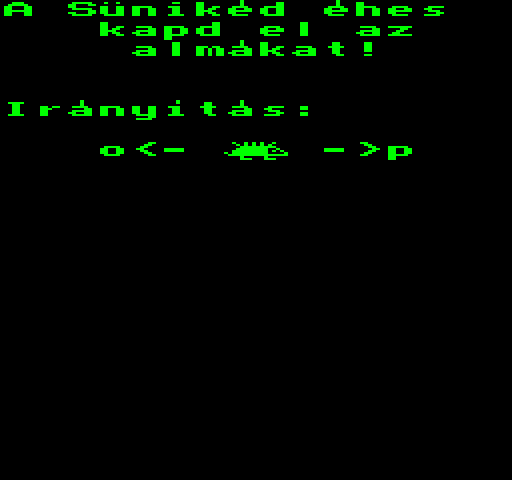 A Sünikéd éhes
kapd el az
almákat!
Irányitás:
o<- ->p